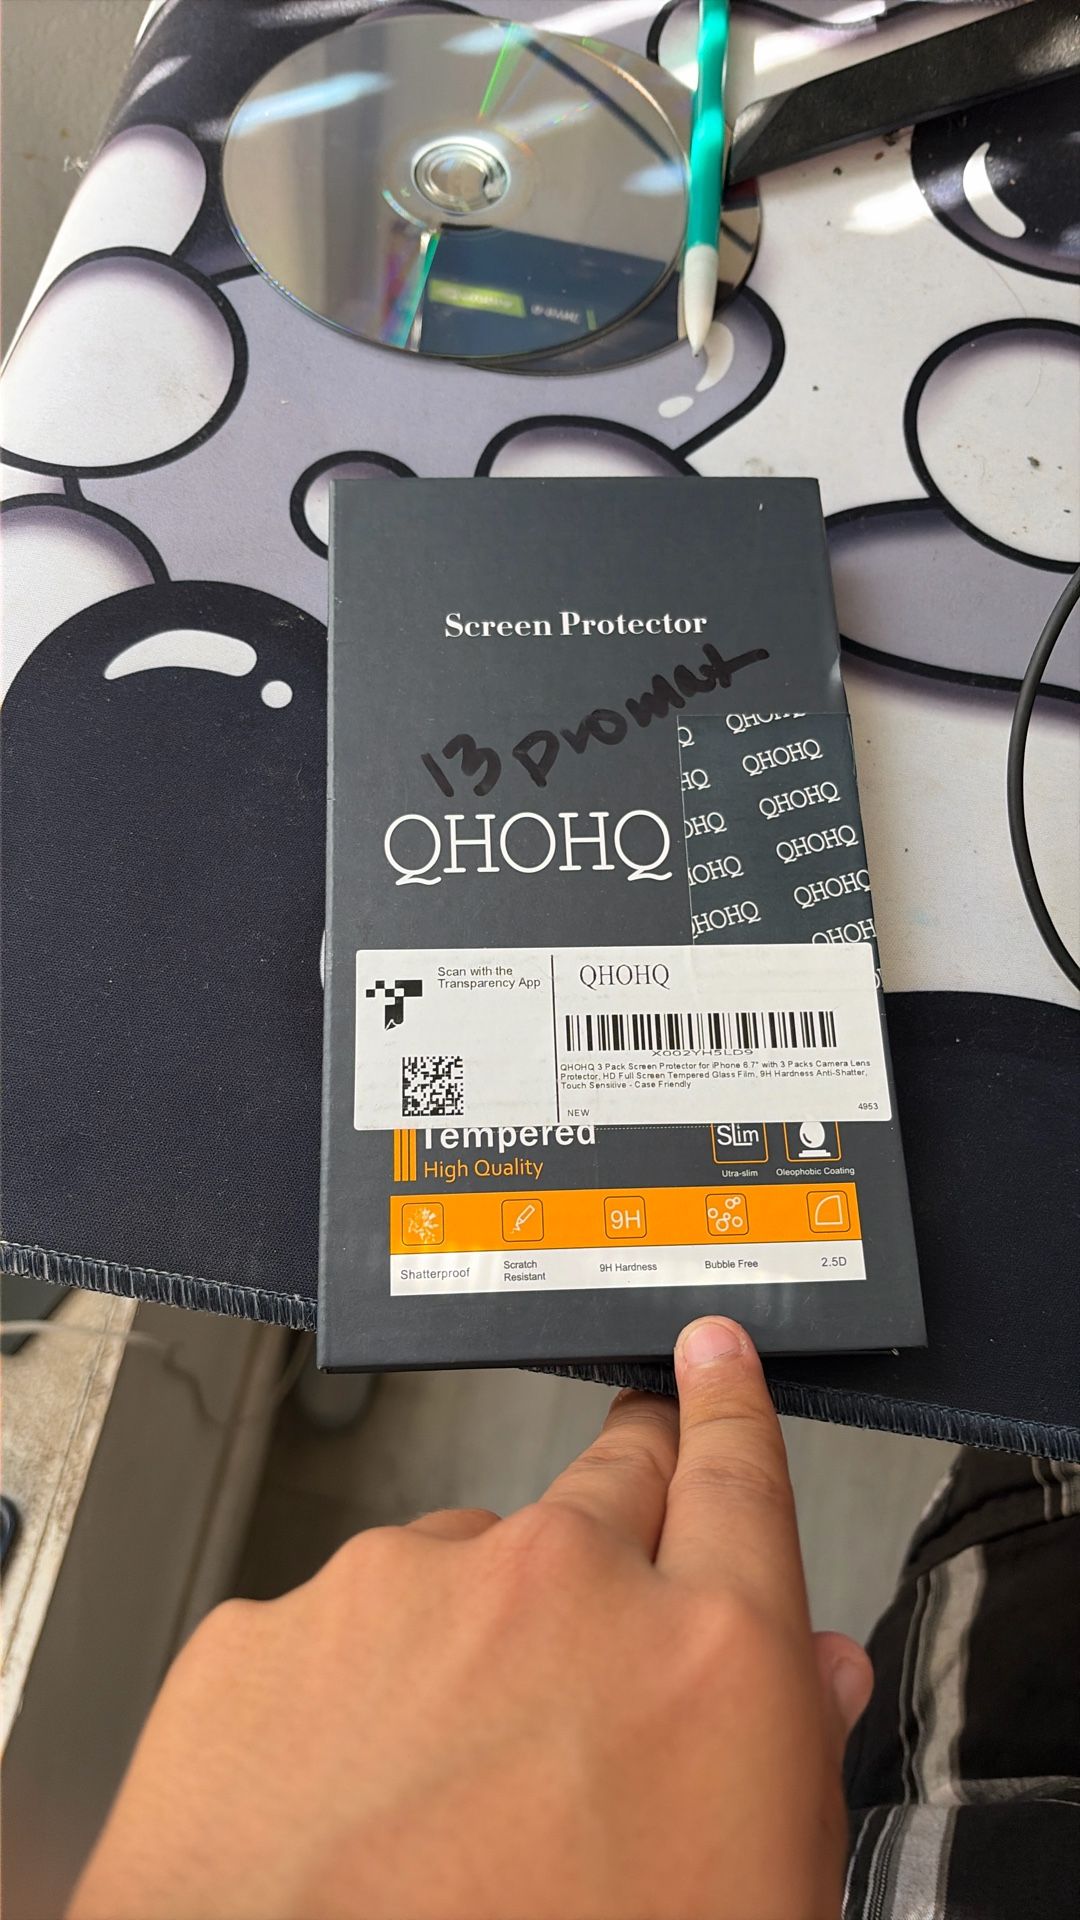 Screen Protector
13 promax
QHOHQ
QHOHQ
QHOHQ
QHOHQ
QHOHQ
QHOHQ
Scan with the
Transparency App
QHOHQ
X002YH5LD9
QHOHQ 3 Pack Screen Protector for iPhone 6.7" with 3 Packs Camera Lens
Protector, HD Full Screen Tempered Glass Film, 9H Hardness Anti-Shatter,
Touch Sensitive - Case Friendly
NEW
4953
Tempered
High Quality
Slim
Utra-slim
Oleophobic Coating
9H
Shatterproof
Scratch
Resistant
9H Hardness
Bubble Free
2.5D